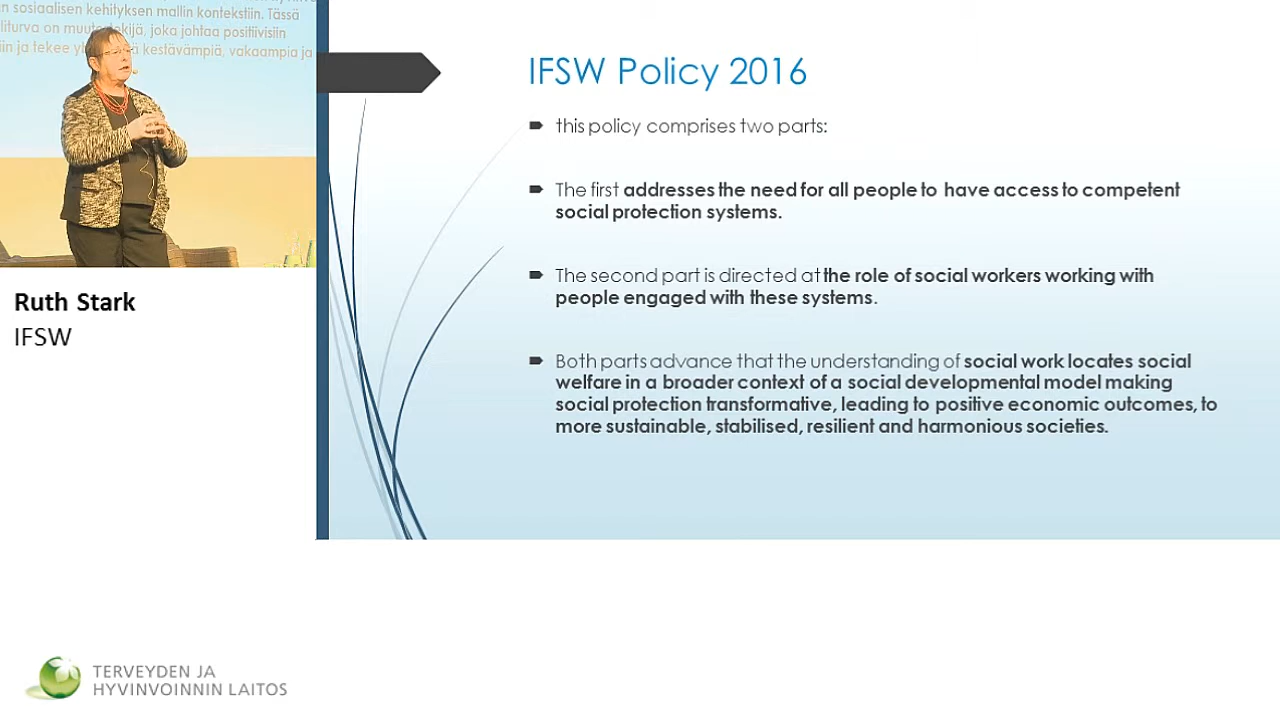 n sosiaalisen kehityksen mallin kontekstiin. Tässä
liturva on muutostekijä, joka johtaa positiivisiin
iin ja tekee kestävämpiä, vakaampia ja
Ruth Stark
IFSW
IFSW Policy 2016
this policy comprises two parts:
The first addresses the need for all people to have access to competent
social protection systems.
The second part is directed at the role of social workers working with
people engaged with these systems.
Both parts advance that the understanding of social work locates social
welfare in a broader context of a social developmental model making
social protection transformative, leading to positive economic outcomes, to
more sustainable, stabilised, resilient and harmonious societies.
TERVEYDEN JA
HYVINVOINNIN LAITOS